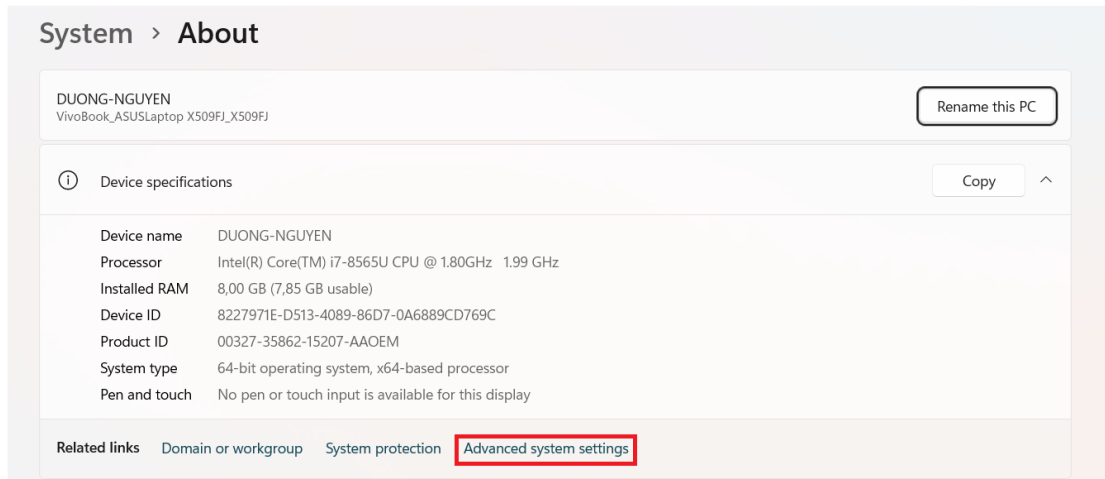 System > About
DUONG-NGUYEN
VivoBook_ASUSLaptop X509FJ_X509FJ
Rename this PC
Device specifications
Copy
Device name DUONG-NGUYEN
Processor Intel(R) Core(TM) i7-8565U CPU @ 1.80GHz 1.99 GHz
Installed RAM 8,00 GB (7,85 GB usable)
Device ID 8227971E-D513-4089-86D7-0A6889CD769C
Product ID 00327-35862-15207-AAOEM
System type 64-bit operating system, x64-based processor
Pen and touch No pen or touch input is available for this display
Related links Domain or workgroup System protection Advanced system settings